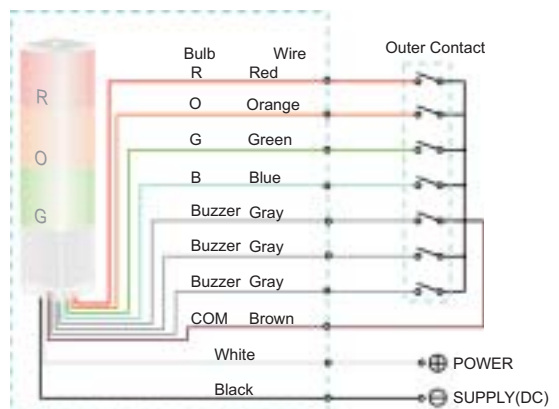 Bulb Wire Outer Contact
R Red
O Orange
G Green
B Blue
Buzzer Gray
Buzzer Gray
Buzzer Gray
COM Brown
White
POWER
Black
SUPPLY(DC)
R
O
G